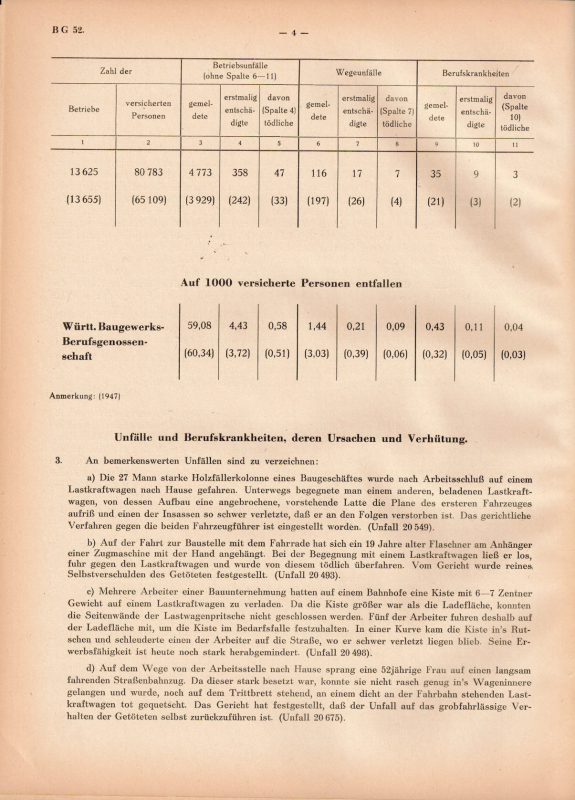 BG 52.
— 4 —
Zahl der
Betriebsunfälle
(ohne Spalte 6—11)
Wegeunfälle
Berufskrankheiten
Betriebe
versicherten
Personen
gemel-
dete
erstmalig
entschä-
digte
davon
(Spalte 4)
tödliche
gemel-
dete
erstmalig
entschä-
digte
davon
(Spalte 7)
tödliche
gemel-
dete
erstmalig
entschä-
digte
davon
(Spalte
10)
tödliche
1 2 3 4 5 6 7 8 9 10 11
13 625 80 783 4 773 358 47 116 17 7 35 9 3
(13 655) (65 109) (3 929) (242) (33) (197) (26) (4) (21) (3) (2)
Auf 1000 versicherte Personen entfallen
Württ. Baugewerks-
Berufsgenossen-
schaft
59,08 4,43 0,58 1,44 0,21 0,09 0,43 0,11 0,04
(60,34) (3,72) (0,51) (3,03) (0,39) (0,06) (0,32) (0,05) (0,03)
Anmerkung: (1947)
Unfälle und Berufskrankheiten, deren Ursachen und Verhütung.
3. An bemerkenswerten Unfällen sind zu verzeichnen:
a) Die 27 Mann starke Holzfällerkolonne eines Baugeschäftes wurde nach Arbeitsschluß auf einem
Lastkraftwagen nach Hause gefahren. Unterwegs begegnete man einem anderen, beladenen Lastkraft-
wagen, von dessen Aufbau eine angebrochene, vorstehende Latte die Plane des ersteren Fahrzeuges
aufriß und einen der Insassen so schwer verletzte, daß er an den Folgen verstorben ist. Das gerichtliche
Verfahren gegen die beiden Fahrzeugführer ist eingestellt worden. (Unfall 20 549).
b) Auf der Fahrt zur Baustelle mit dem Fahrrade hat sich ein 19 Jahre alter Flaschner am Anhänger
einer Zugmaschine mit der Hand angehängt. Bei der Begegnung mit einem Lastkraftwagen ließ er los,
fuhr gegen den Lastkraftwagen und wurde von diesem tödlich überfahren. Vom Gericht wurde reines
Selbstverschulden des Getöteten festgestellt. (Unfall 20 493).
c) Mehrere Arbeiter einer Bauunternehmung hatten auf einem Bahnhofe eine Kiste mit 6—7 Zentner
Gewicht auf einem Lastkraftwagen zu verladen. Da die Kiste größer war als die Ladefläche, konnten
die Seitenwände der Lastwagenpritsche nicht geschlossen werden. Fünf der Arbeiter fuhren deshalb auf
der Ladefläche mit, um die Kiste im Bedarfsfalle festzuhalten. In einer Kurve kam die Kiste in's Rut-
schen und schleuderte einen der Arbeiter auf die Straße, wo er schwer verletzt liegen blieb. Seine Er-
werbsfähigkeit ist heute noch stark herabgemindert. (Unfall 20 498).
d) Auf dem Wege von der Arbeitsstelle nach Hause sprang eine 52jährige Frau auf einen langsam
fahrenden Straßenbahnzug. Da dieser stark besetzt war, konnte sie nicht rasch genug in's Wageninnere
gelangen und wurde, noch auf dem Trittbrett stehend, an einem dicht an der Fahrbahn stehenden Last-
kraftwagen tot gequetscht. Das Gericht hat festgestellt, daß der Unfall auf das grobfahrlässige Ver-
halten der Getöteten selbst zurückzuführen ist. (Unfall 20 675).